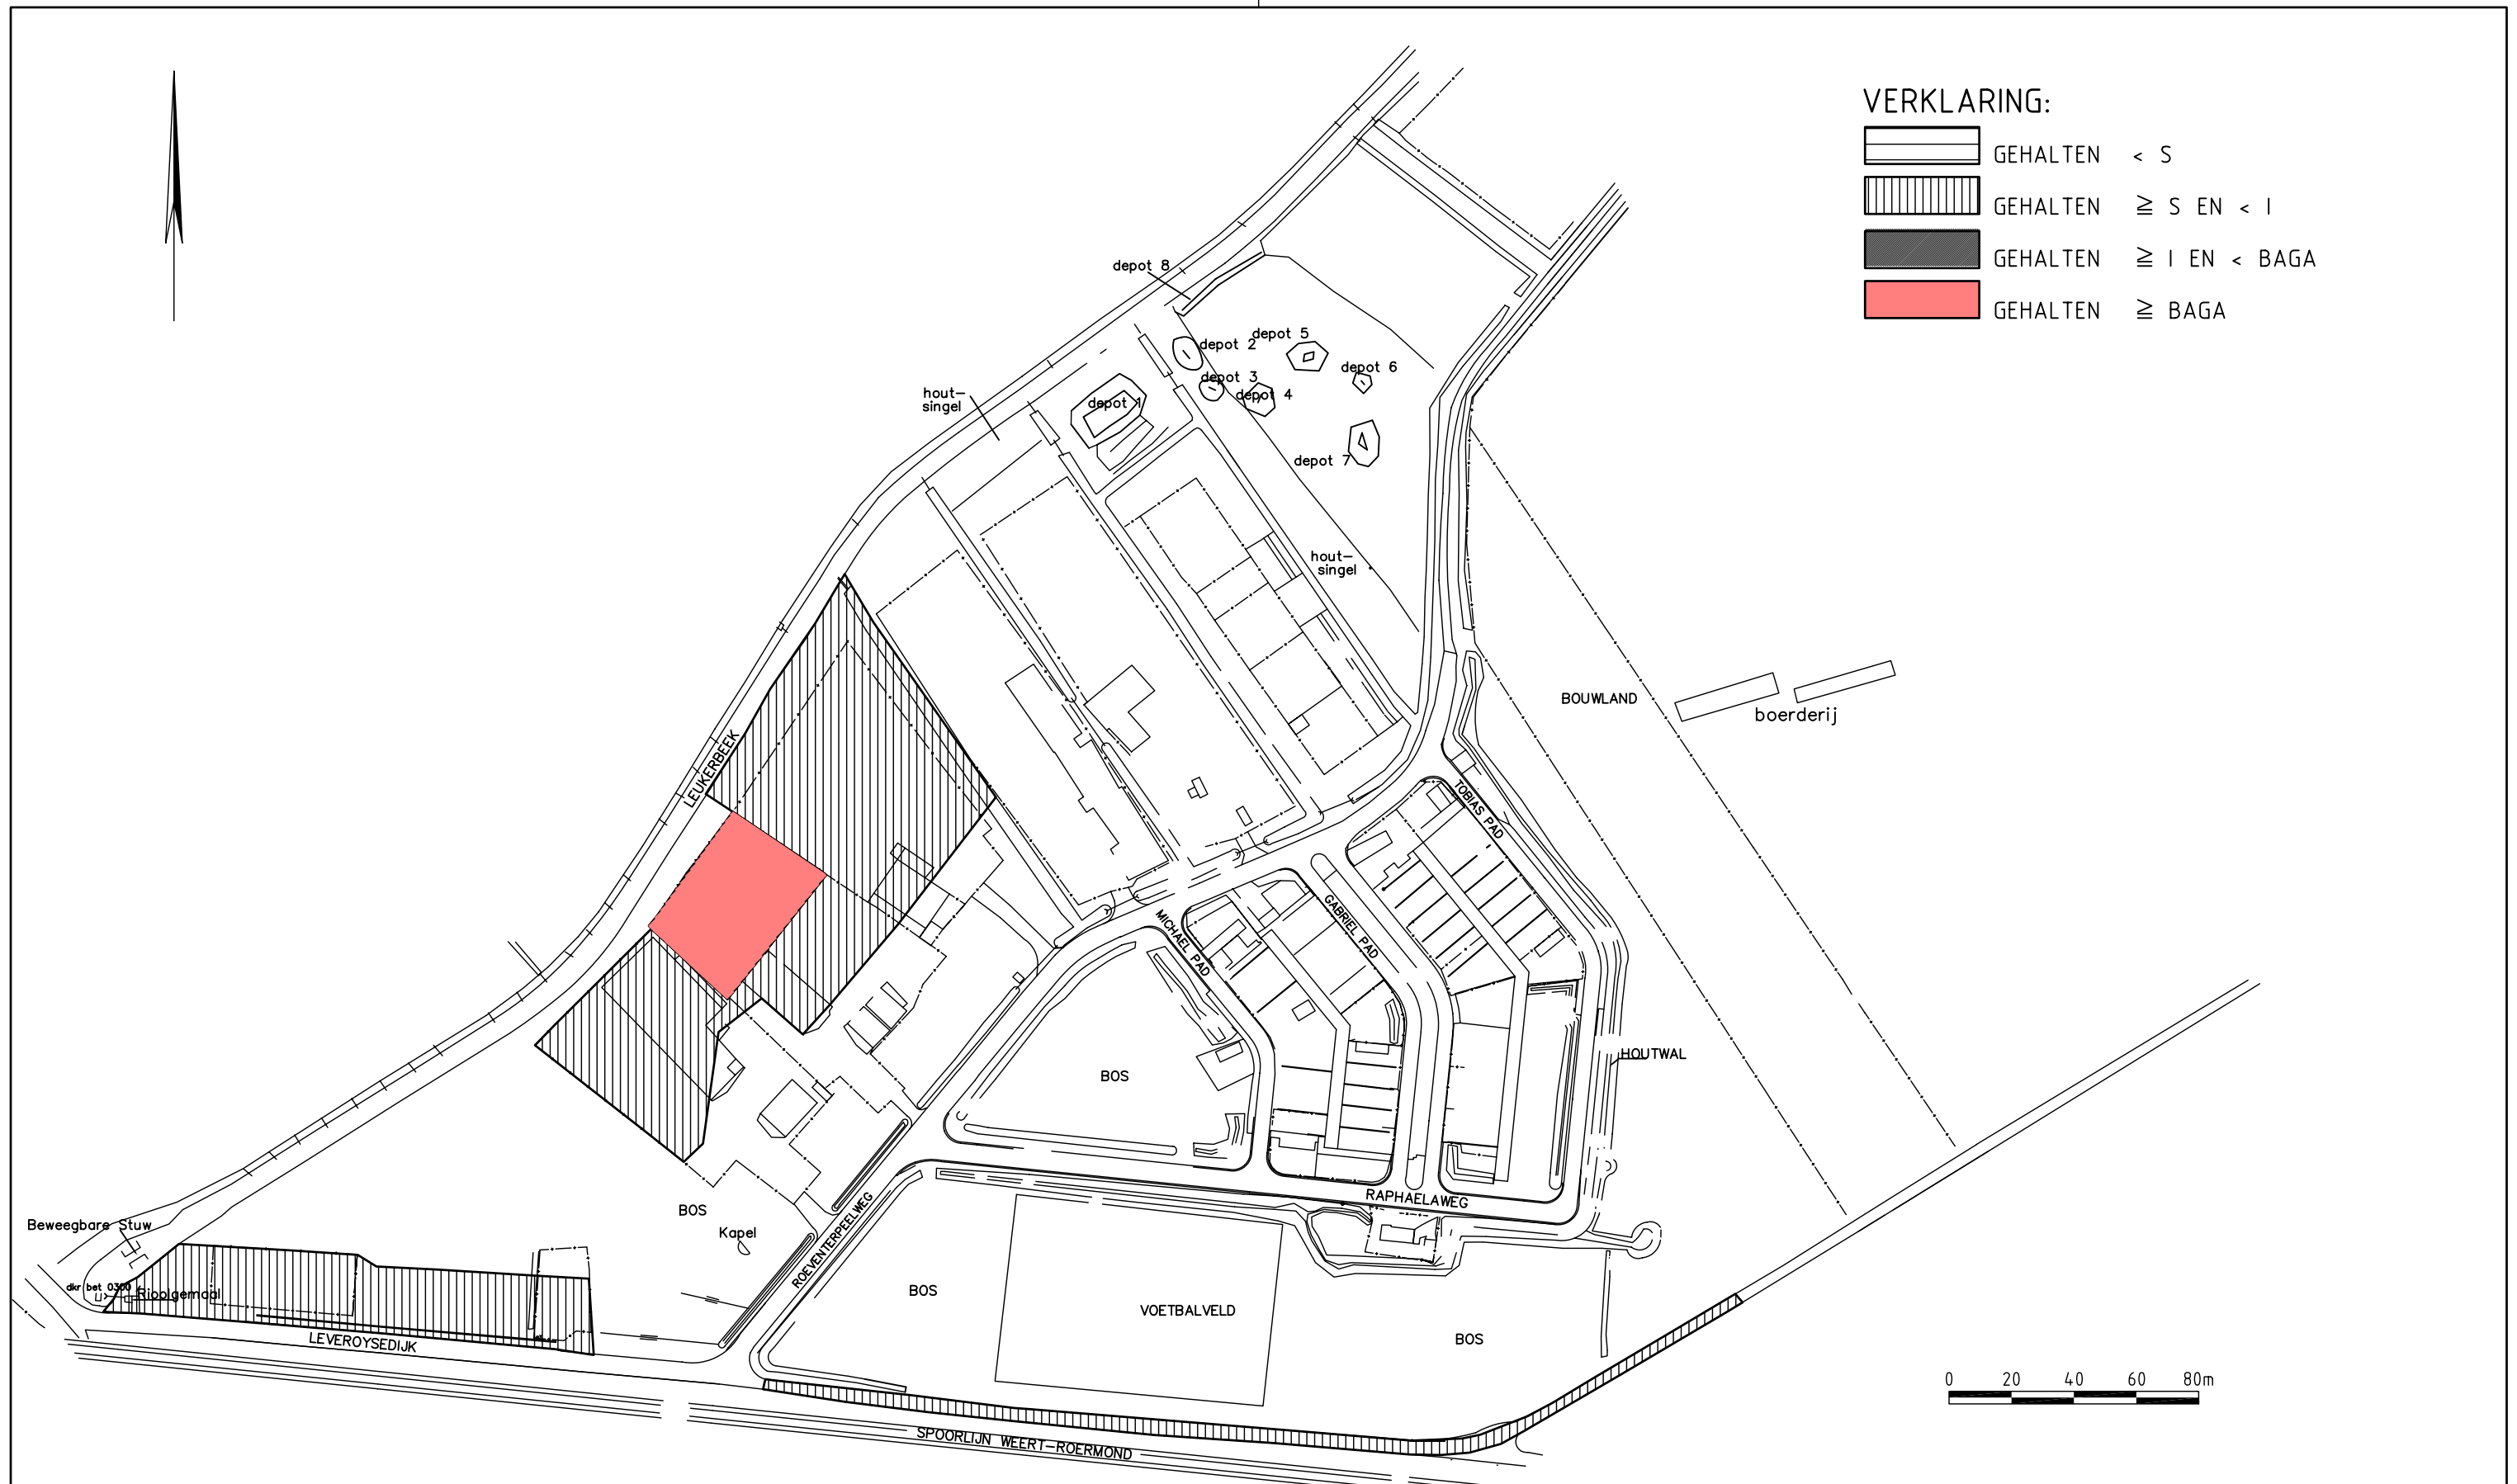 VERKLARING:
GEHALTEN < S
GEHALTEN ≧ S EN < I
GEHALTEN ≧ I EN < BAGA
GEHALTEN ≧ BAGA
depot 8
depot 5
depot 2
depot 6
depot 3
depot 4
depot 1
hout-
singel
depot 7
hout-
singel
BOUWLAND
boerderij
LEUKERBEEK
TOBIAS PAD
GABRIEL PAD
MICHAEL PAD
HOUTWAL
BOS
RAPHAELAWEG
BOS
Beweegbare Stuw
Kapel
ROEVENTERPEELWEG
dkr bet 0300
Rioolgemaal
BOS
VOETBALVELD
BOS
LEVEROYSEDIJK
0 20 40 60 80m
SPOORLIJN WEERT-ROERMOND